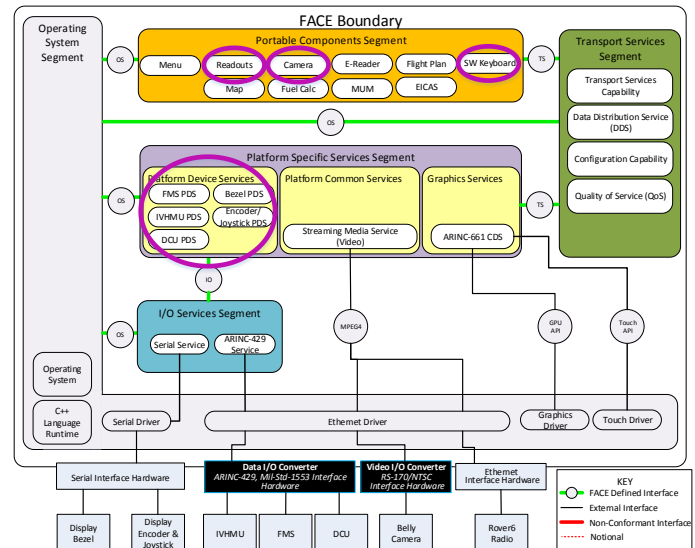 FACE Boundary
Operating
System
Segment
Portable Components Segment
Menu
Readouts
Camera
E-Reader
Flight Plan
SW Keyboard
Map
Fuel Calc
MUM
EICAS
OS
TS
Transport Services
Segment
Transport Services
Capability
Data Distribution Service
(DDS)
Configuration Capability
Quality of Service (QoS)
OS
Platform Specific Services Segment
Platform Device Services
FMS PDS
Bezel PDS
IVHMU PDS
Encoder/
Joystick PDS
DCU PDS
Platform Common Services
Streaming Media Service
(Video)
Graphics Services
ARINC-661 CDS
OS
TS
IO
I/O Services Segment
Serial Service
ARINC-429
Service
OS
MPEG4
GPU
API
Touch
API
Operating
System
C++
Language
Runtime
Serial Driver
Ethernet Driver
Graphics
Driver
Touch Driver
Serial Interface Hardware
Data I/O Converter
ARINC-429, Mil-Std-1553 Interface
Hardware
Video I/O Converter
RS-170/NTSC
Interface Hardware
Ethernet
Interface Hardware
Display
Bezel
Display
Encoder &
Joystick
IVHMU
FMS
DCU
Belly
Camera
Rover6
Radio
KEY
FACE Defined Interface
External Interface
Non-Conformant Interface
Notional